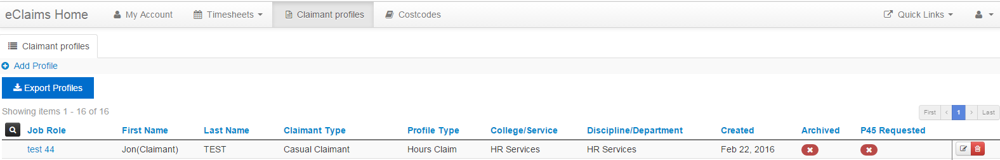 eClaims Home My Account Timesheets Claimant profiles Costcodes Quick Links
Claimant profiles
Add Profile
Export Profiles
Showing items 1 - 16 of 16 First < 1 > Last
Job Role First Name Last Name Claimant Type Profile Type College/Service Discipline/Department Created Archived P45 Requested
test 44 Jon(Claimant) TEST Casual Claimant Hours Claim HR Services HR Services Feb 22, 2016